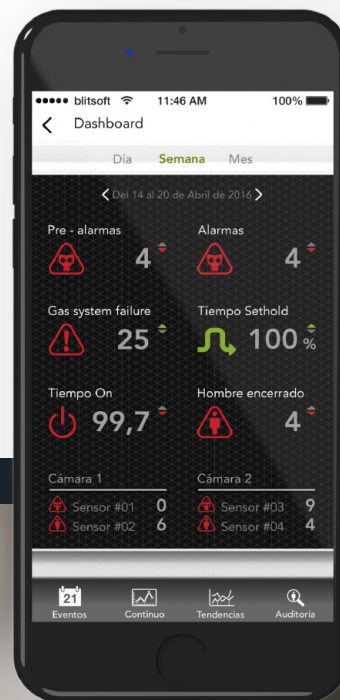 blitsoft 11:46 AM 100%
Dashboard
Día Semana Mes
Del 14 al 20 de Abril de 2016
Pre - alarmas Alarmas
4 4
Gas system failure Tiempo Sethold
25 100 %
Tiempo On Hombre encerrado
99,7 4
Cámara 1 Cámara 2
Sensor #01 0 Sensor #03 9
Sensor #02 6 Sensor #04 4
21
Eventos Contínuo Tendencias Auditoría